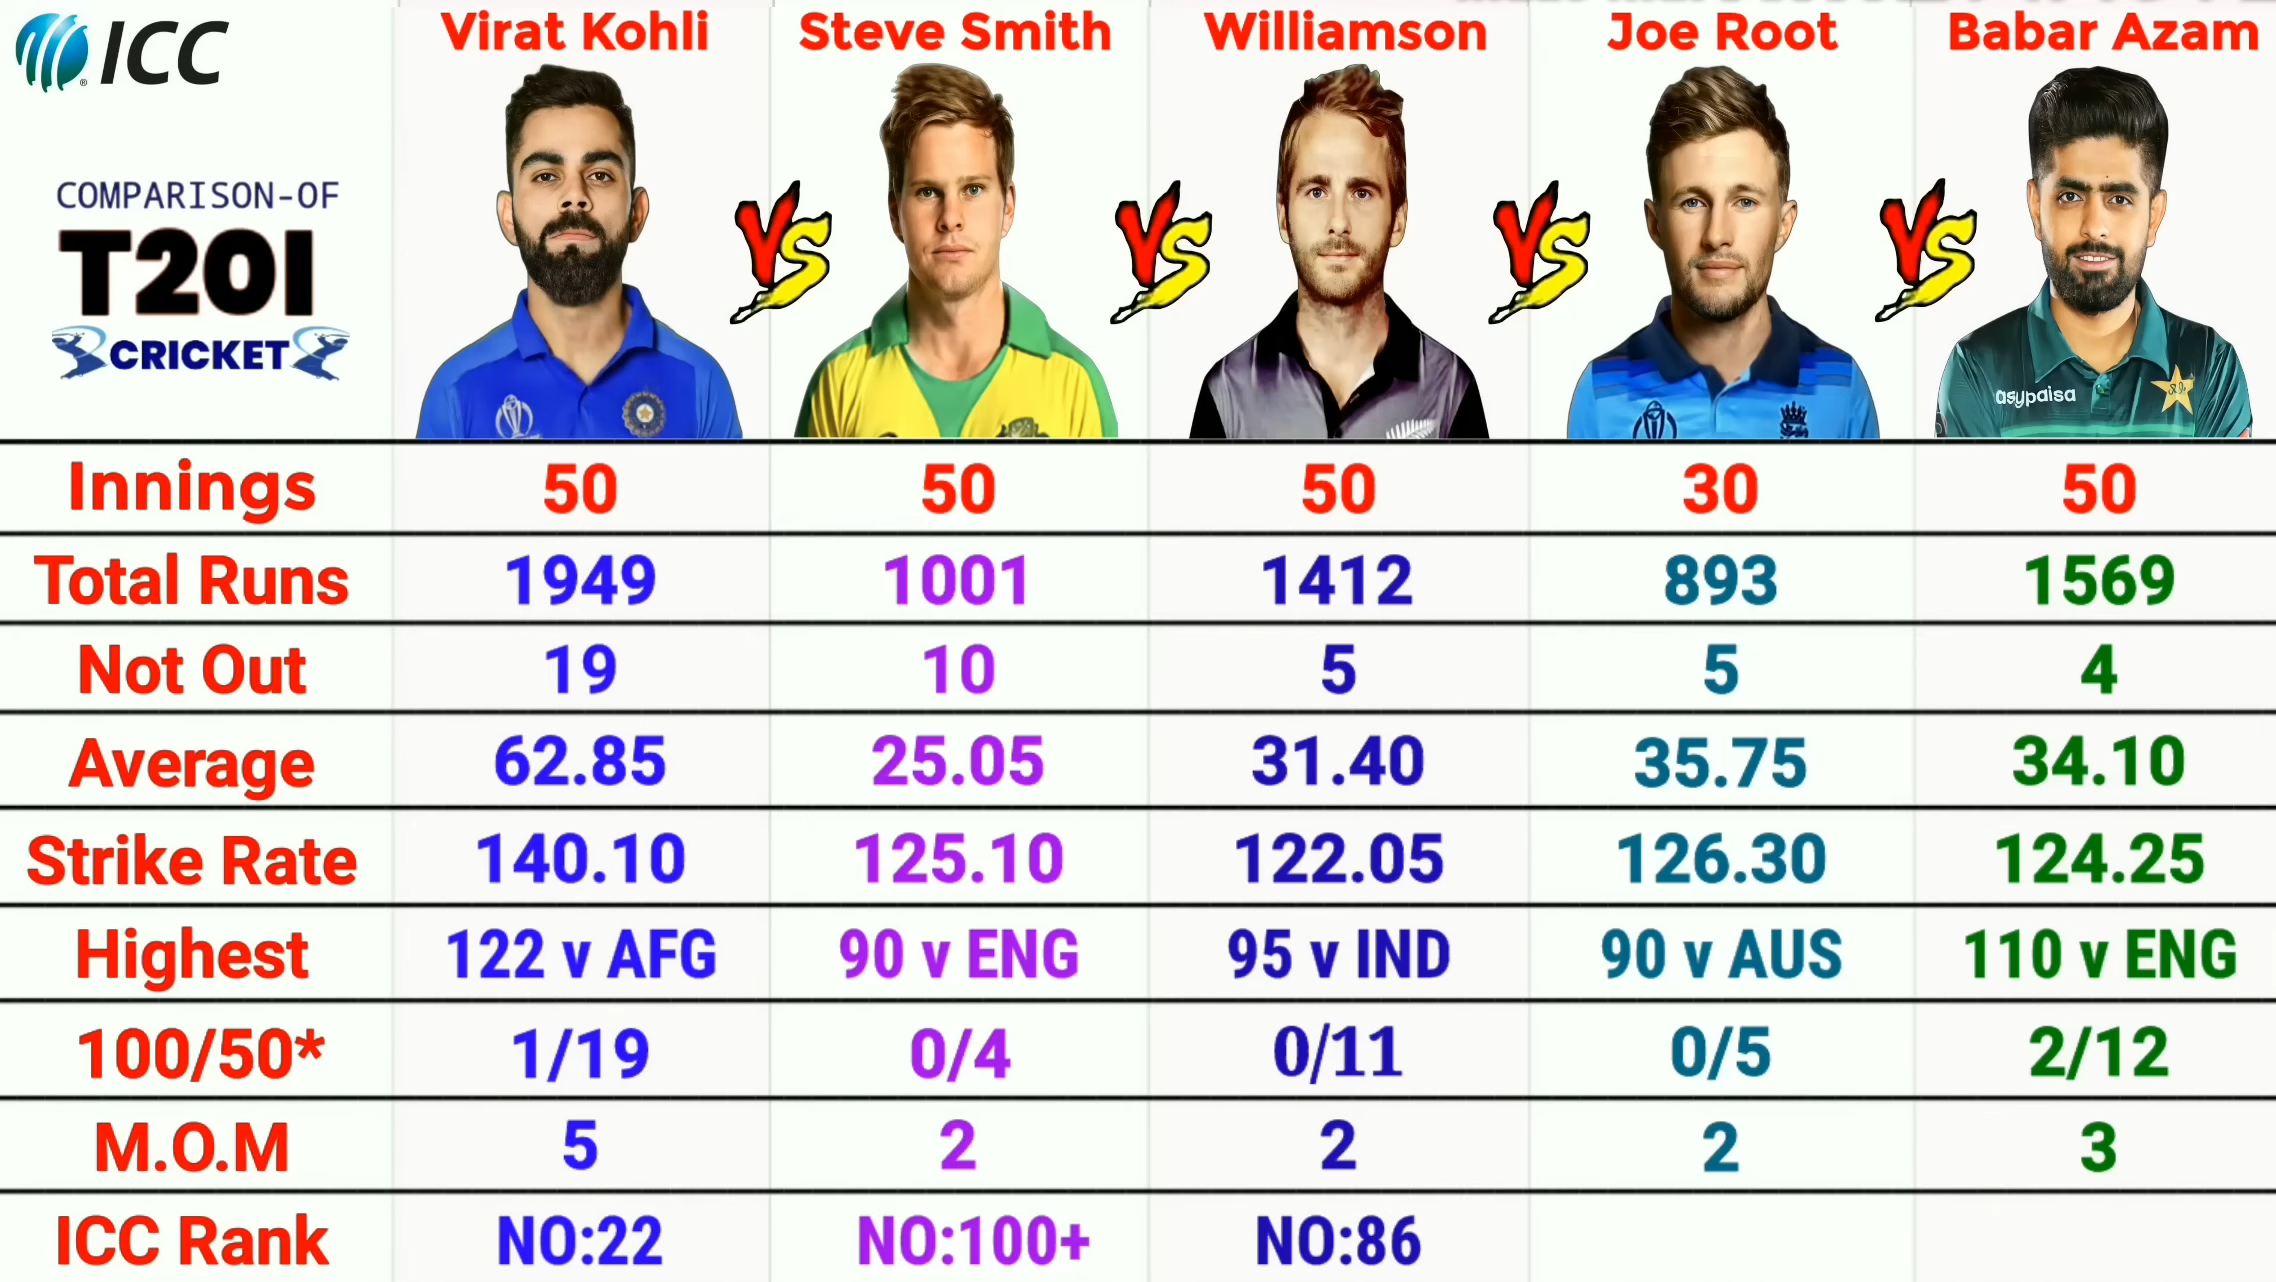 ICC
Virat Kohli
Steve Smith
Williamson
Joe Root
Babar Azam
COMPARISON-OF
T20I
CRICKET
VS
VS
VS
VS
asypaisa
Innings 50 50 50 30 50
Total Runs 1949 1001 1412 893 1569
Not Out 19 10 5 5 4
Average 62.85 25.05 31.40 35.75 34.10
Strike Rate 140.10 125.10 122.05 126.30 124.25
Highest 122 v AFG 90 v ENG 95 v IND 90 v AUS 110 v ENG
100/50* 1/19 0/4 0/11 0/5 2/12
M.O.M 5 2 2 2 3
ICC Rank NO:22 NO:100+ NO:86